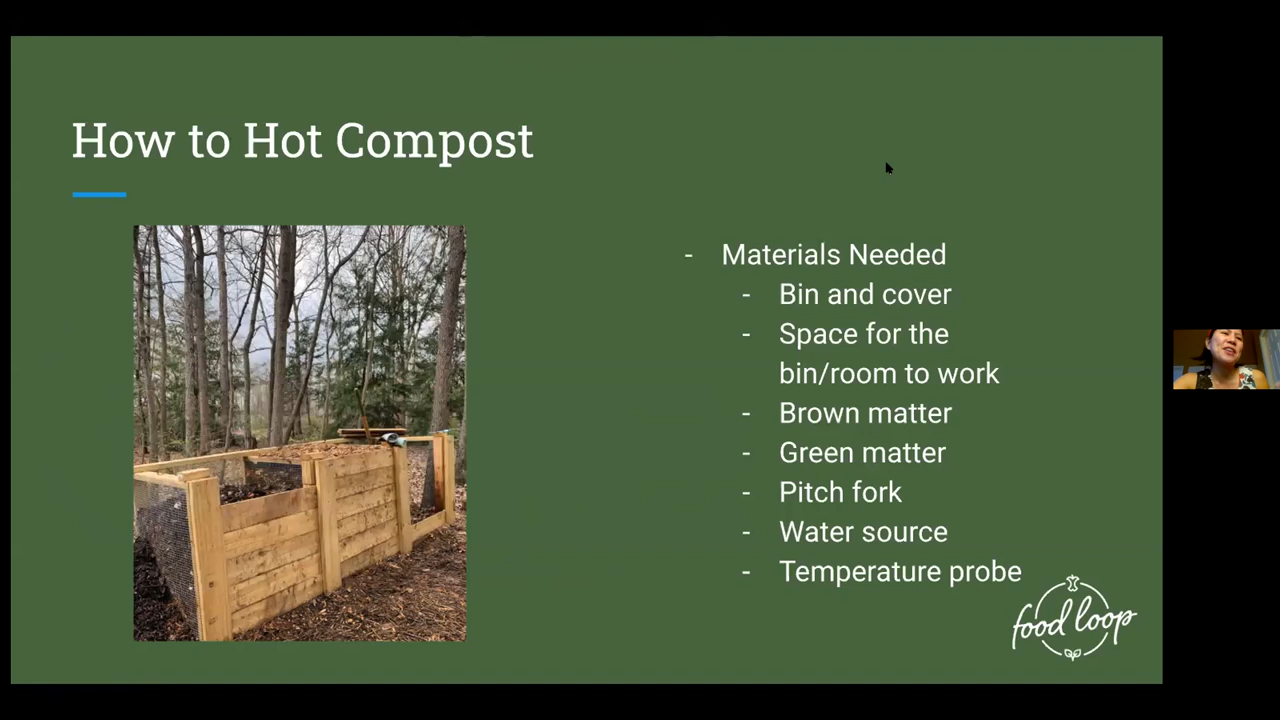 How to Hot Compost
- Materials Needed
- Bin and cover
- Space for the
bin/room to work
- Brown matter
- Green matter
- Pitch fork
- Water source
- Temperature probe
food loop